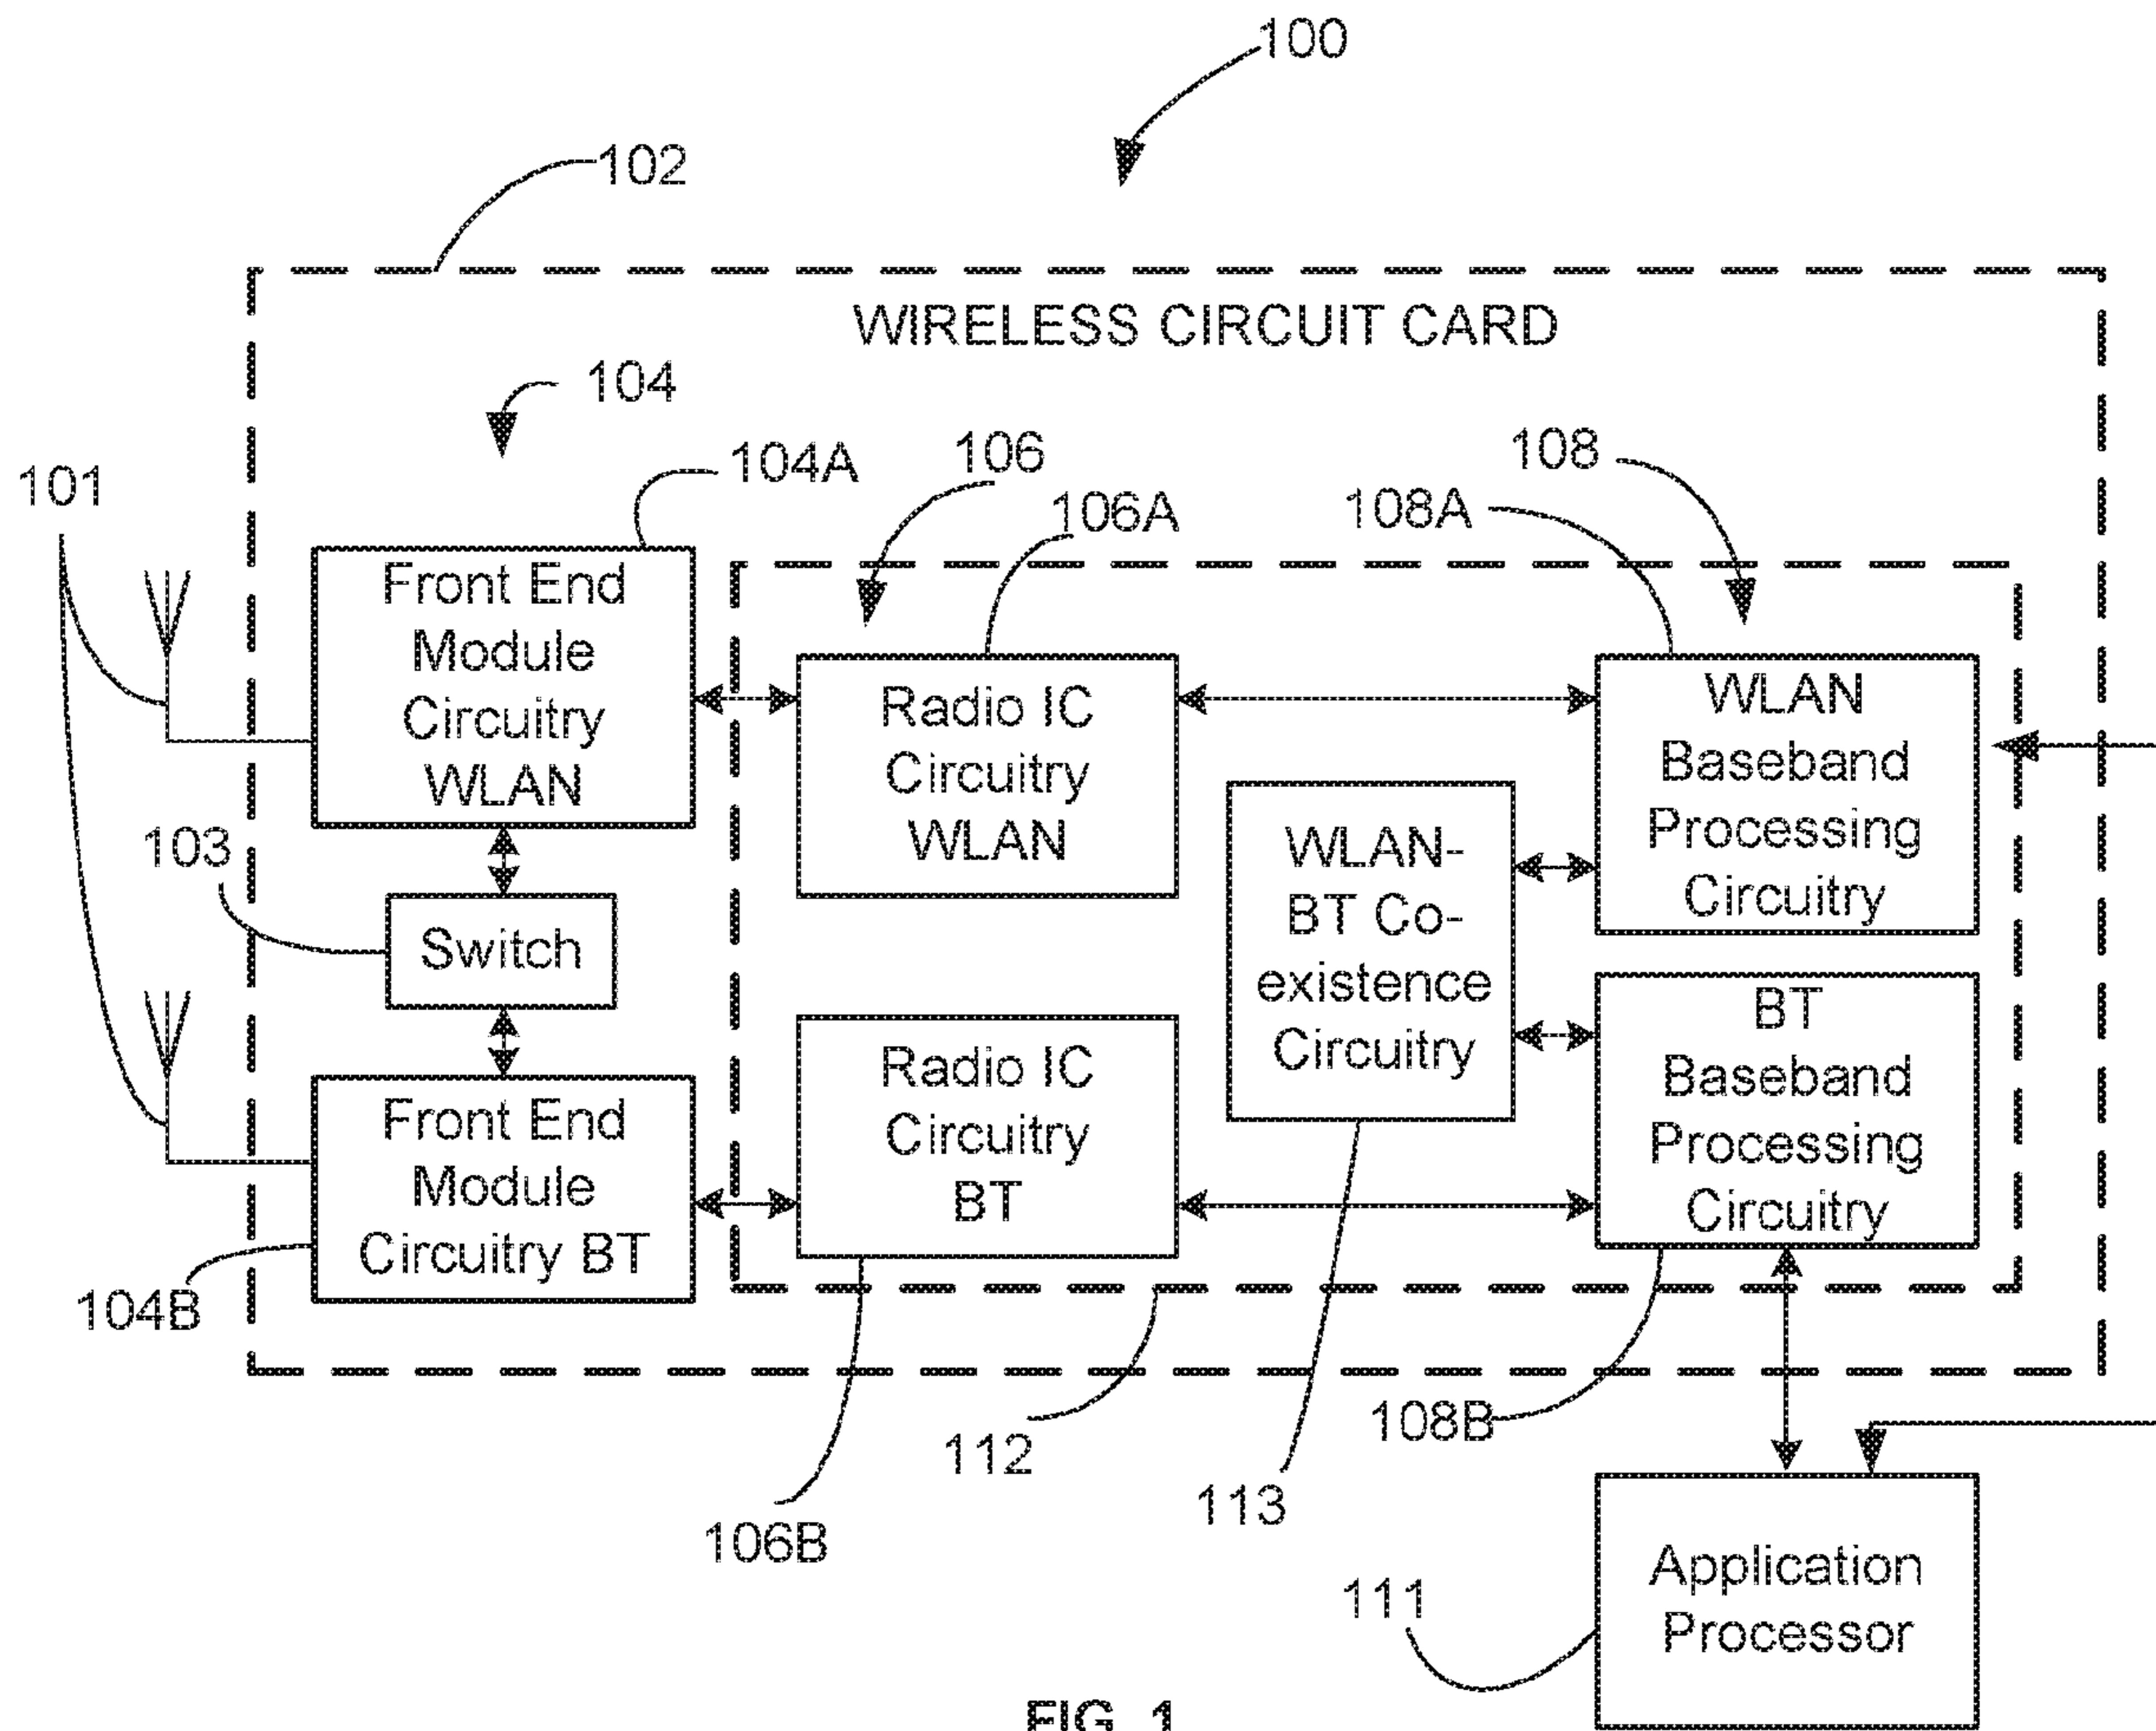 100
102
WIRELESS CIRCUIT CARD
104
104A
106
106A
108
108A
101
Front End
Module
Circuitry
WLAN
Radio IC
Circuitry
WLAN
WLAN
Baseband
Processing
Circuitry
103
Switch
WLAN-
BT Co-
existence
Circuitry
Front End
Module
Circuitry BT
104B
Radio IC
Circuitry
BT
BT
Baseband
Processing
Circuitry
106B
112
113
108B
111
Application
Processor
FIG. 1